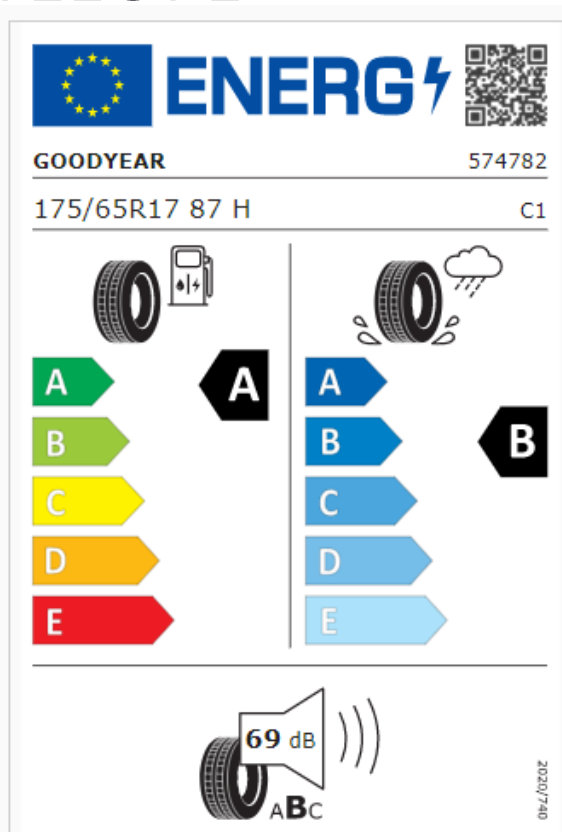 ENERG
GOODYEAR 574782
175/65R17 87 H C1
A A A
B B B
C C
D D
E E
69 dB
ABC
2020/740